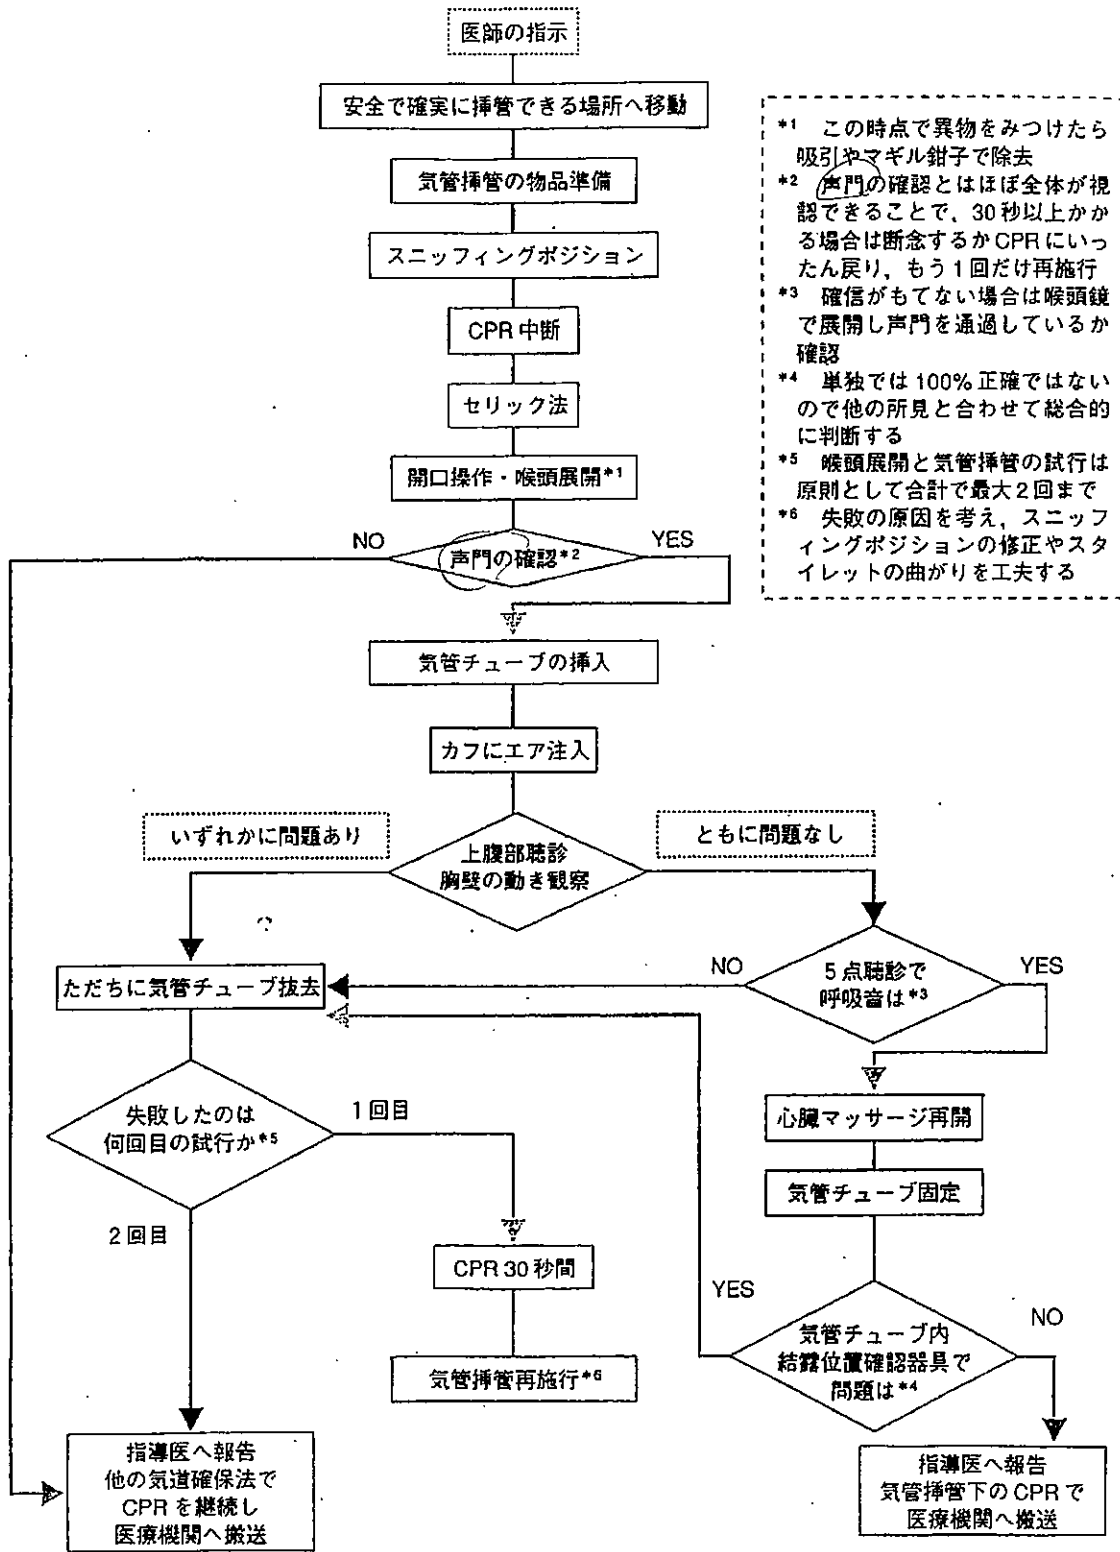 医師の指示
安全で確実に挿管できる場所へ移動
気管挿管の物品準備
スニッフィングポジション
CPR 中断
セリック法
開口操作・喉頭展開*1
声門の確認*2
NO
YES
気管チューブの挿入
カフにエア注入
いずれかに問題あり
ともに問題なし
上腹部聴診
胸壁の動き観察
ただちに気管チューブ抜去
NO
5点聴診で
呼吸音は*3
YES
失敗したのは
何回目の試行か*5
1回目
2回目
心臓マッサージ再開
気管チューブ固定
CPR 30秒間
気管挿管再施行*6
YES
気管チューブ内
結露位置確認器具で
問題は*4
NO
指導医へ報告
他の気道確保法で
CPRを継続し
医療機関へ搬送
指導医へ報告
気管挿管下のCPRで
医療機関へ搬送
*1 この時点で異物をみつけたら
吸引やマギル鉗子で除去
*2 声門の確認とはほぼ全体が視
認できることで，30秒以上かか
る場合は断念するかCPRにいっ
たん戻り，もう1回だけ再施行
*3 確信がもてない場合は喉頭鏡
で展開し声門を通過しているか
確認
*4 単独では100%正確ではない
ので他の所見と合わせて総合的
に判断する
*5 喉頭展開と気管挿管の試行は
原則として合計で最大2回まで
*6 失敗の原因を考え，スニッフ
ィングポジションの修正やスタ
イレットの曲がりを工夫する